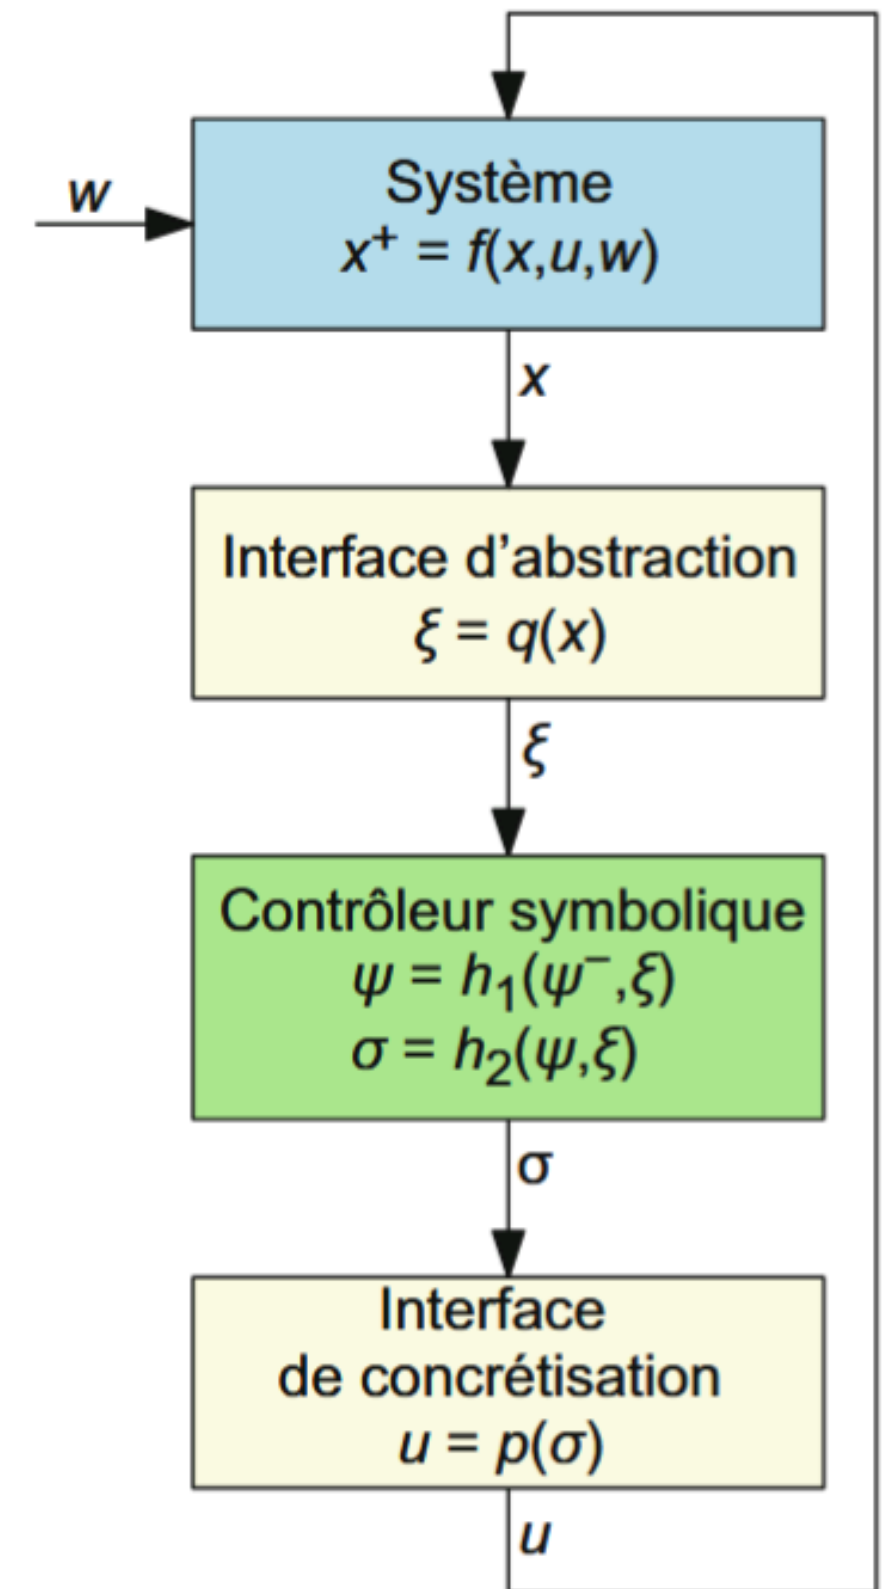 w
Système
x⁺ = f(x,u,w)
x
Interface d’abstraction
ξ = q(x)
ξ
Contrôleur symbolique
ψ = h₁(ψ⁻,ξ)
σ = h₂(ψ,ξ)
σ
Interface
de concrétisation
u = p(σ)
u